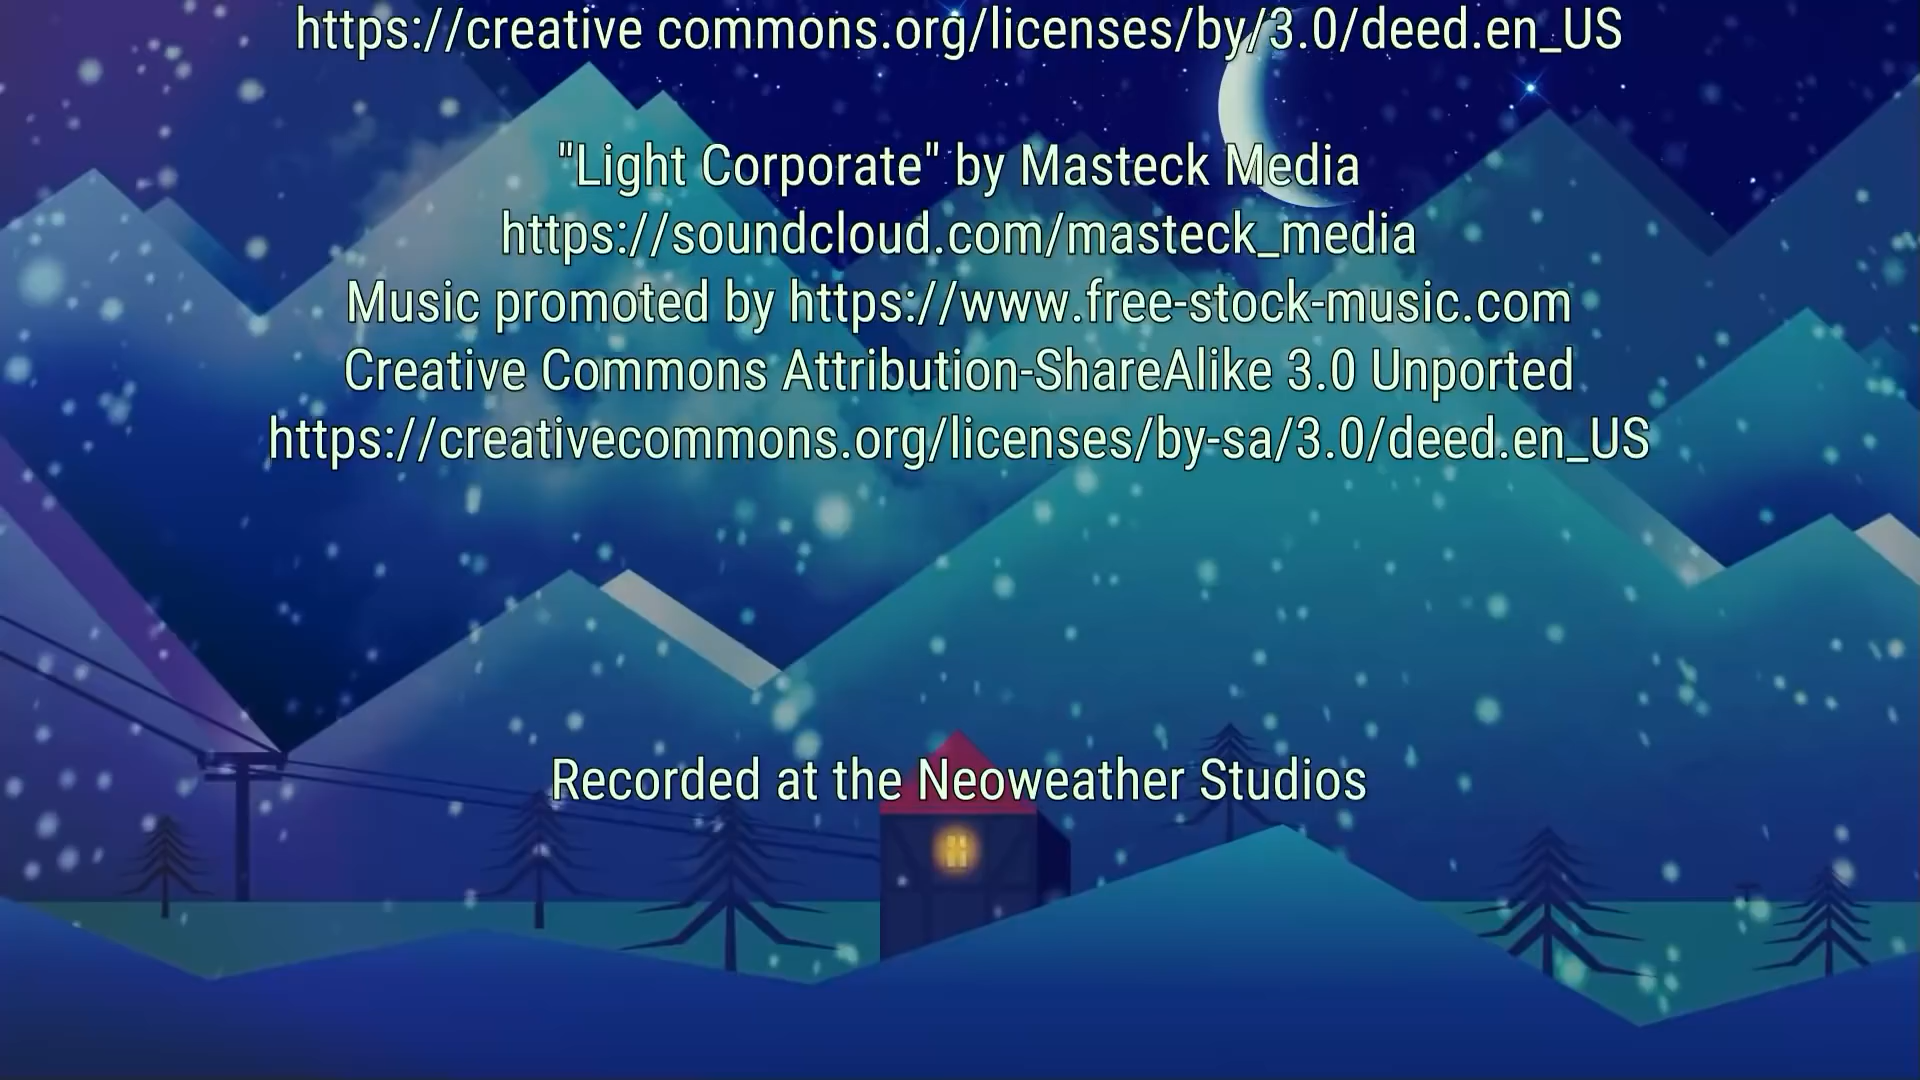 https://creative commons.org/licenses/by/3.0/deed.en_US
"Light Corporate" by Masteck Media
https://soundcloud.com/masteck_media
Music promoted by https://www.free-stock-music.com
Creative Commons Attribution-ShareAlike 3.0 Unported
https://creativecommons.org/licenses/by-sa/3.0/deed.en_US
Recorded at the Neoweather Studios